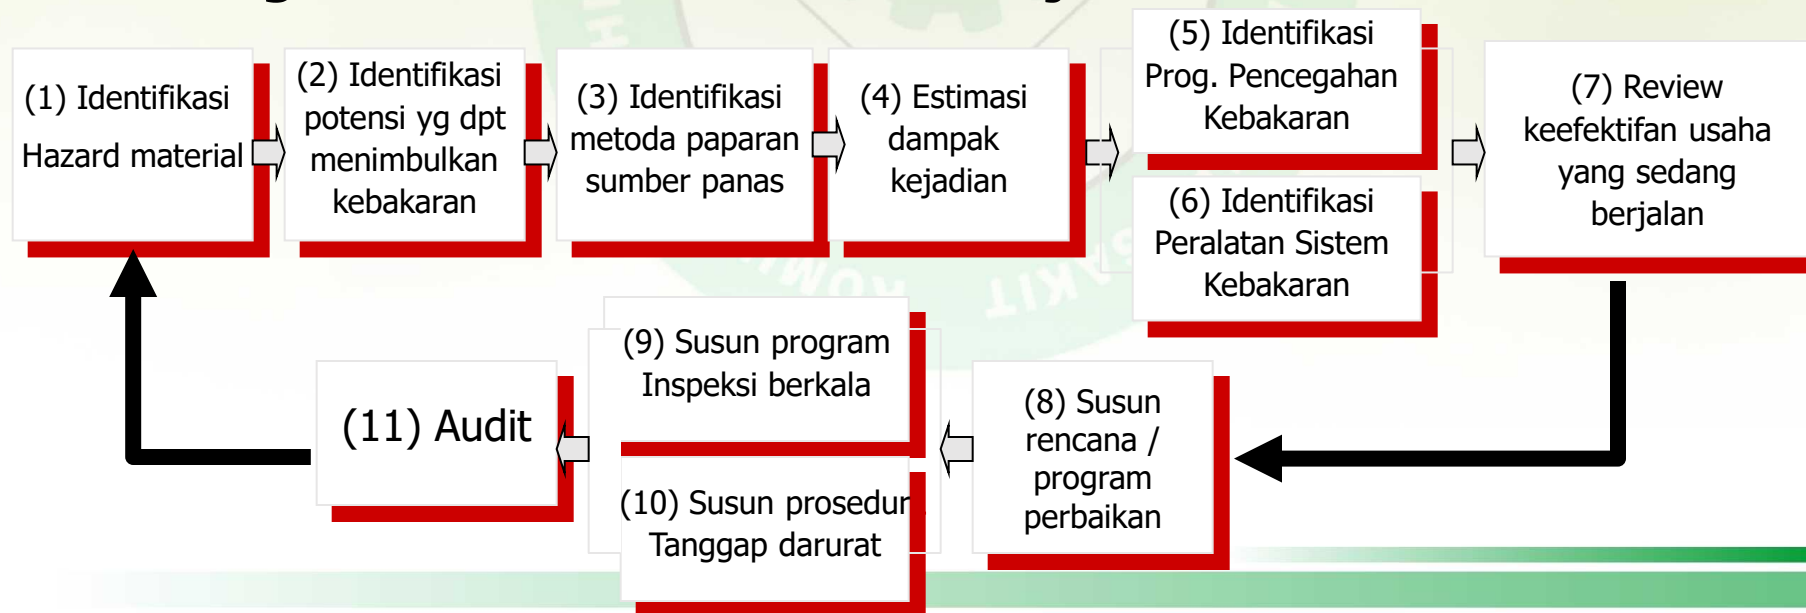 (1) Identifikasi
Hazard material
(2) Identifikasi
potensi yg dpt
menimbulkan
kebakaran
(3) Identifikasi
metoda paparan
sumber panas
(4) Estimasi
dampak
kejadian
(5) Identifikasi
Prog. Pencegahan
Kebakaran
(6) Identifikasi
Peralatan Sistem
Kebakaran
(7) Review
keefektifan usaha
yang sedang
berjalan
(8) Susun
rencana /
program
perbaikan
(9) Susun program
Inspeksi berkala
(10) Susun prosedur
Tanggap darurat
(11) Audit